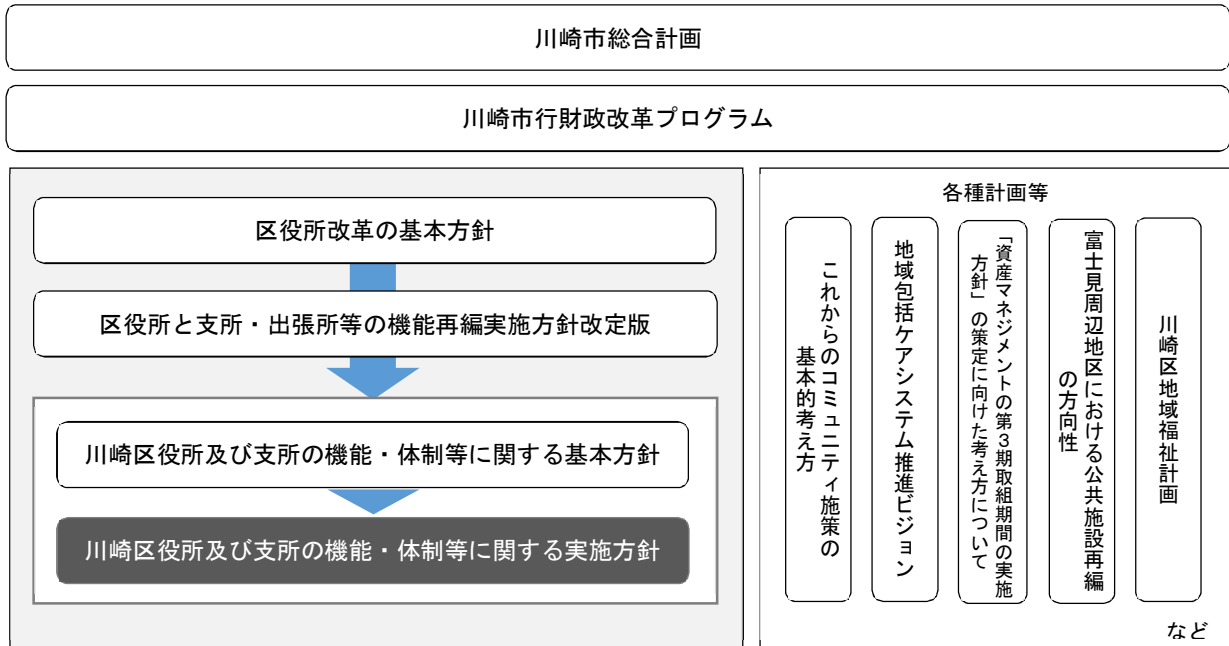 川崎市総合計画
川崎市行財政改革プログラム
区役所改革の基本方針
区役所と支所・出張所等の機能再編実施方針改定版
川崎区役所及び支所の機能・体制等に関する基本方針
川崎区役所及び支所の機能・体制等に関する実施方針
各種計画等
これからのコミュニティ施策の
基本的考え方
地域包括ケアシステム推進ビジョン
「資産マネジメントの第3期取組期間の実施
方針」の策定に向けた考え方について
富士見周辺地区における公共施設再編
の方向性
川崎区地域福祉計画
など